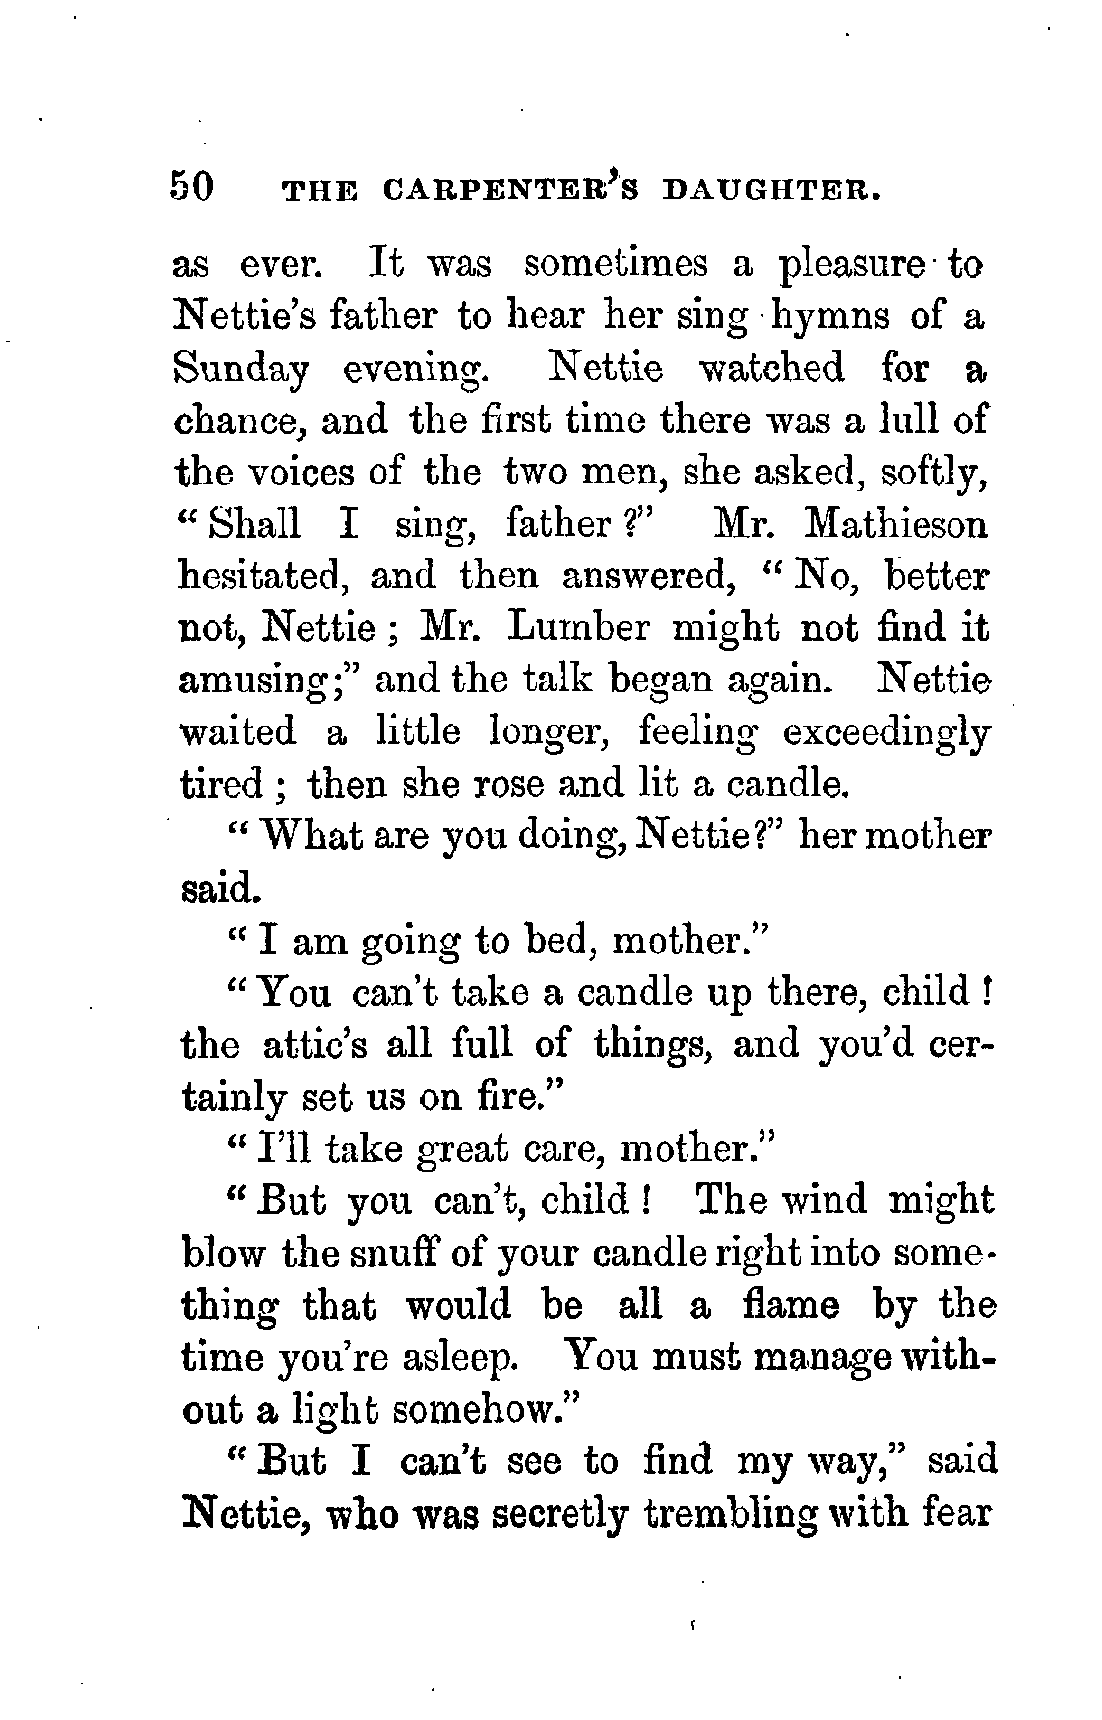 50 THE CARPENTER'S DAUGHTER.
as ever. It was sometimes a pleasure to
Nettie's father to hear her sing hymns of a
Sunday evening. Nettie watched for a
chance, and the first time there was a lull of
the voices of the two men, she asked, softly,
"Shall I sing, father?" Mr. Mathieson
hesitated, and then answered, "No, better
not, Nettie; Mr. Lumber might not find it
amusing;" and the talk began again. Nettie
waited a little longer, feeling exceedingly
tired; then she rose and lit a candle.
"What are you doing, Nettie?" her mother
said.
"I am going to bed, mother."
"You can't take a candle up there, child!
the attic's all full of things, and you'd cer-
tainly set us on fire."
"I'll take great care, mother."
"But you can't, child! The wind might
blow the snuff of your candle right into some-
thing that would be all a flame by the
time you're asleep. You must manage with-
out a light somehow."
"But I can't see to find my way," said
Nettie, who was secretly trembling with fear